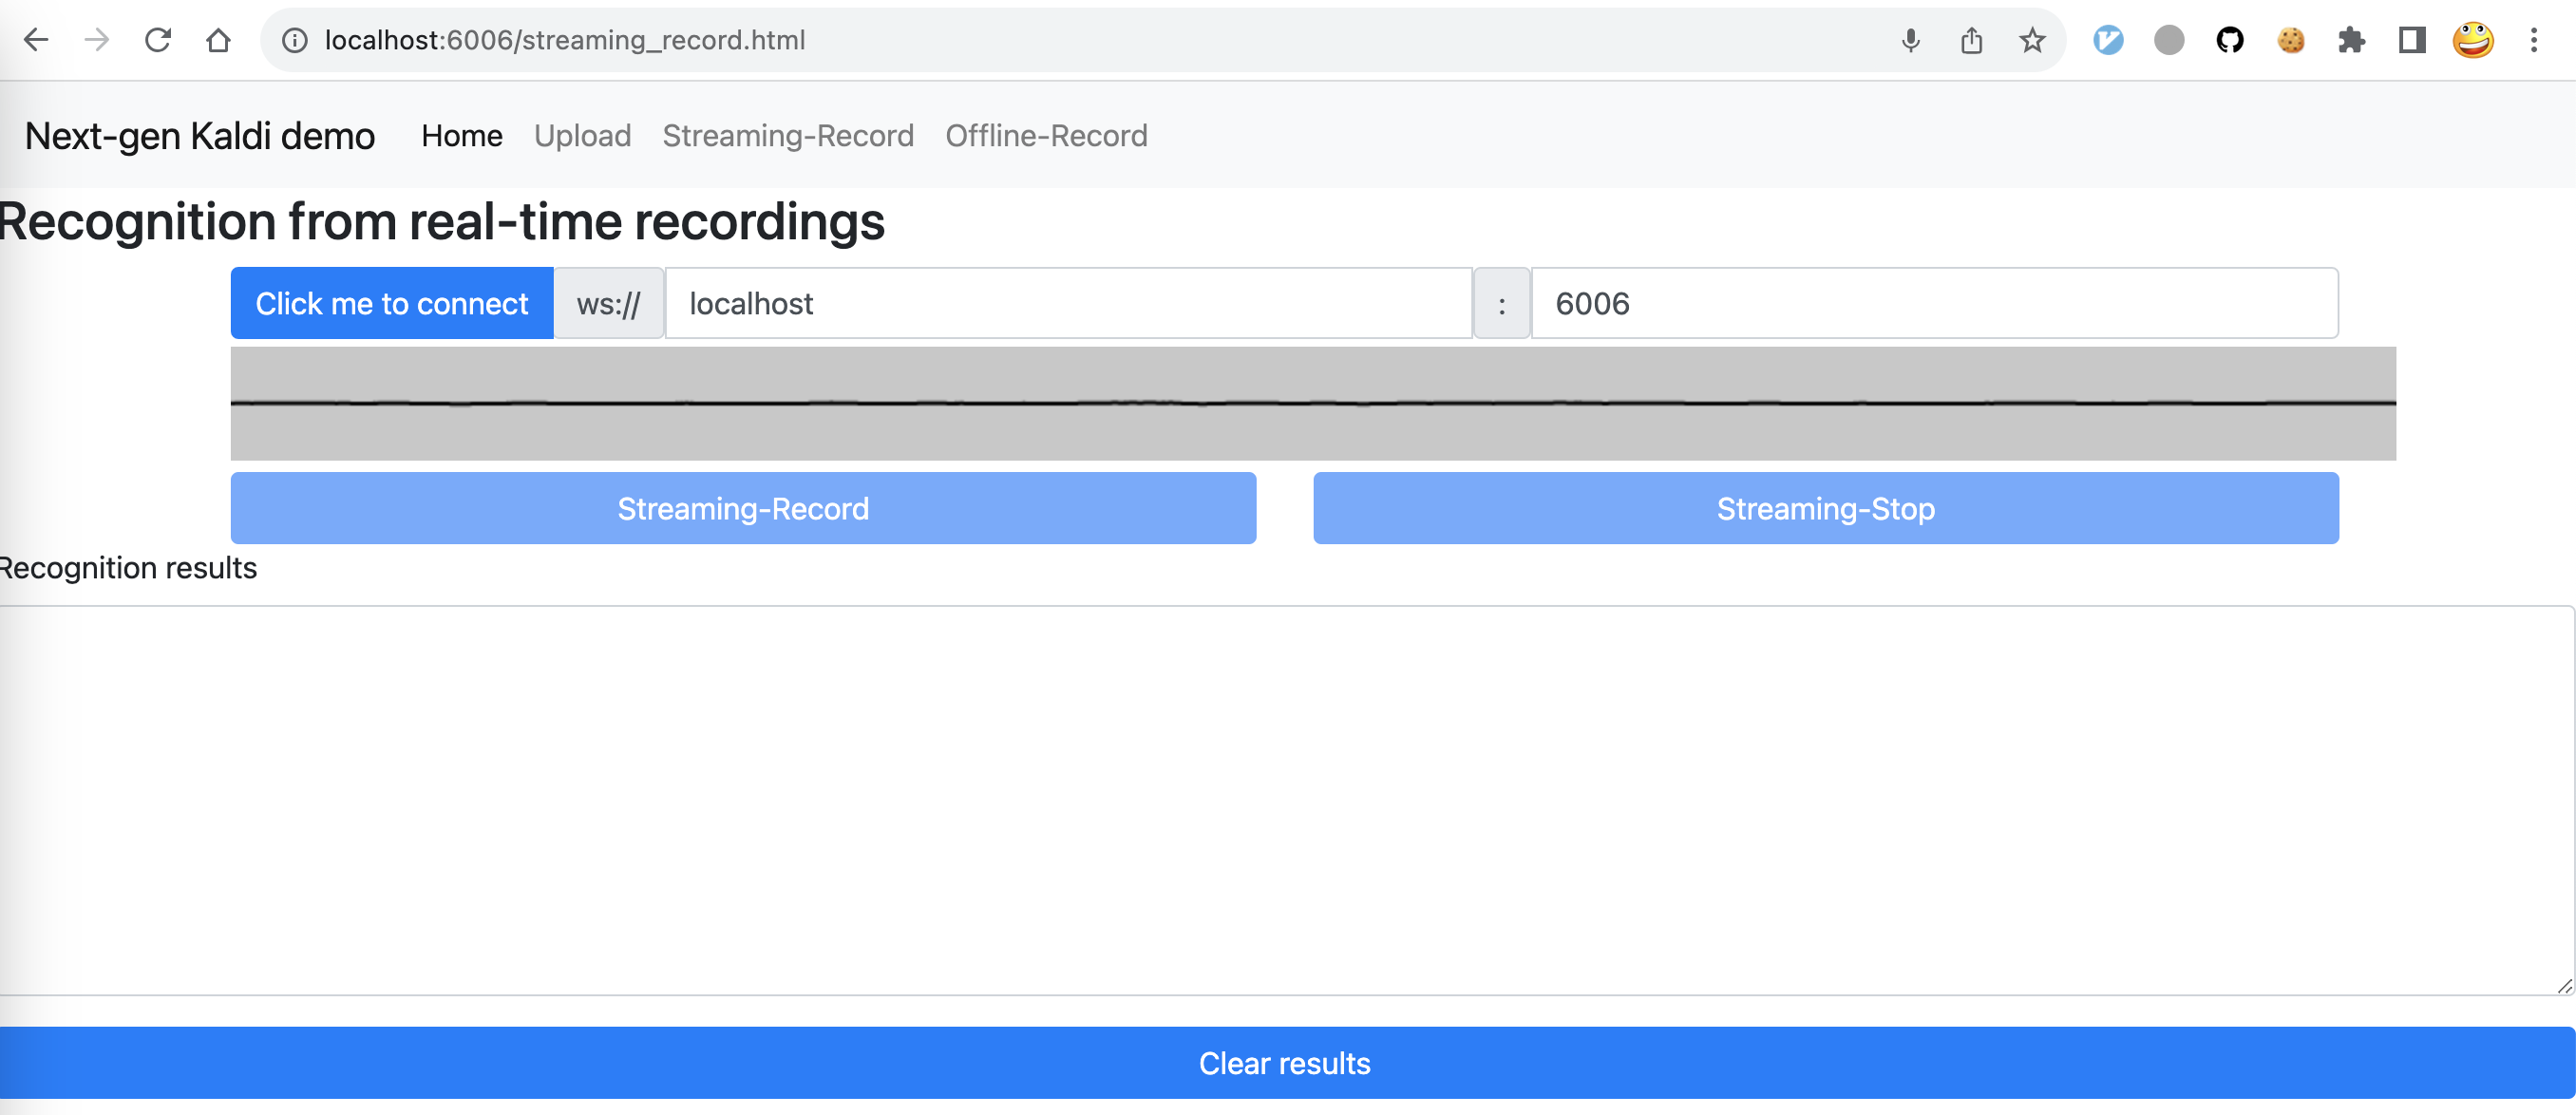 localhost:6006/streaming_record.html
Next-gen Kaldi demo Home Upload Streaming-Record Offline-Record
Recognition from real-time recordings
Click me to connect ws:// localhost : 6006
Streaming-Record Streaming-Stop
Recognition results
Clear results